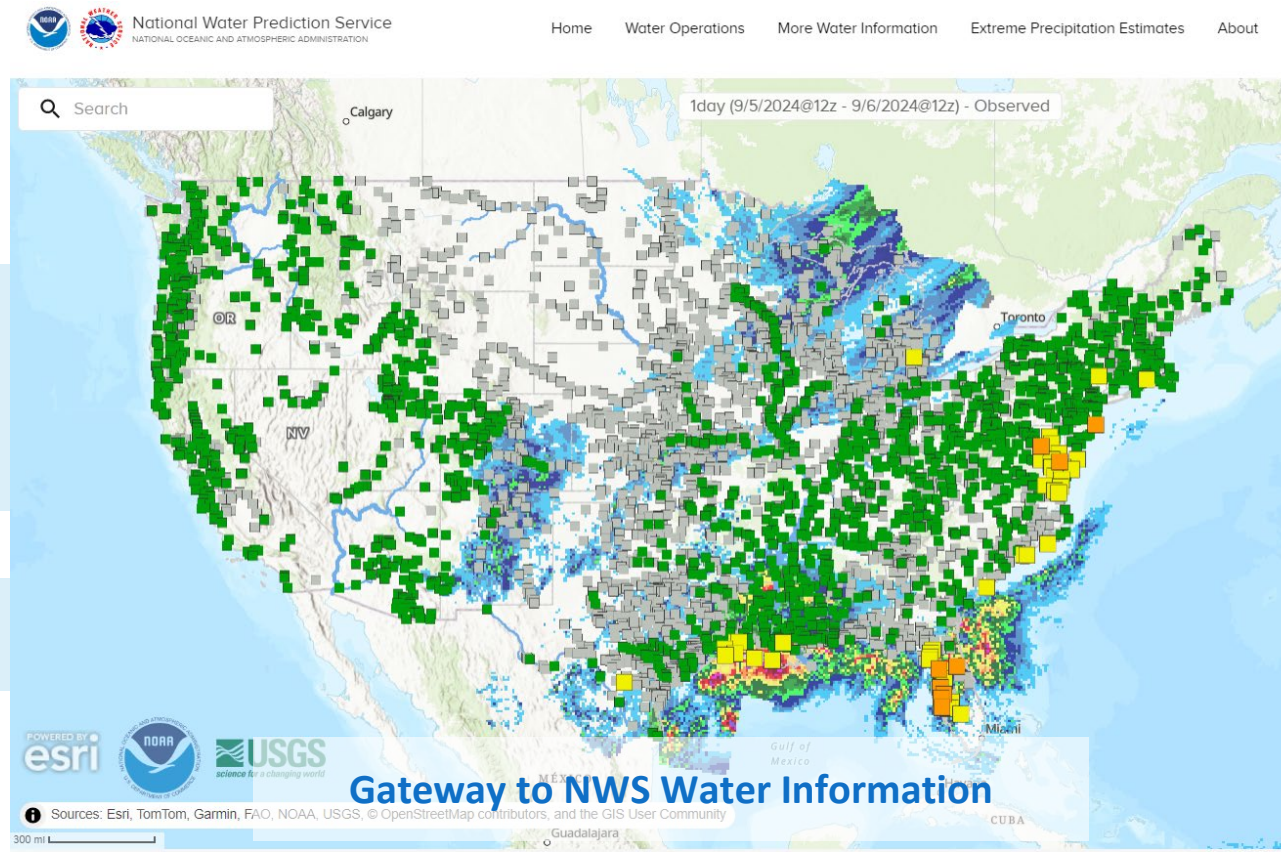 National Water Prediction Service
NATIONAL OCEANIC AND ATMOSPHERIC ADMINISTRATION
Home Water Operations More Water Information Extreme Precipitation Estimates About
Search
1day (9/5/2024@12z - 9/6/2024@12z) - Observed
Calgary
Toronto
OR
NV
Miami
Gulf of
Mexico
POWERED BY
esri
NOAA
USGS
science for a changing world
MÉXICO
Gateway to NWS Water Information
Sources: Esri, TomTom, Garmin, FAO, NOAA, USGS, © OpenStreetMap contributors, and the GIS User Community
CUBA
300 mi
Guadalajara